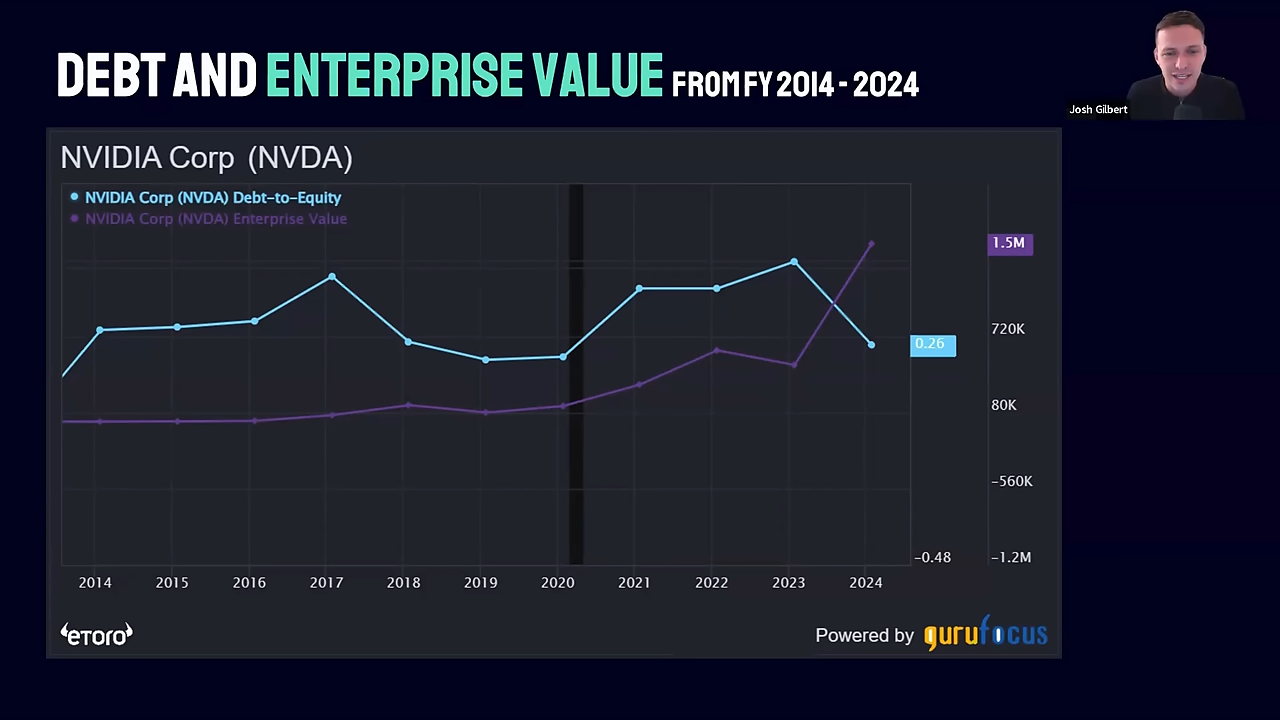 DEBT AND ENTERPRISE VALUE FROM FY 2014 - 2024
Josh Gilbert
NVIDIA Corp (NVDA)
NVIDIA Corp (NVDA) Debt-to-Equity
NVIDIA Corp (NVDA) Enterprise Value
1.5M
720K
0.26
80K
-560K
-0.48
-1.2M
2014 2015 2016 2017 2018 2019 2020 2021 2022 2023 2024
eTORO
Powered by gurufocus